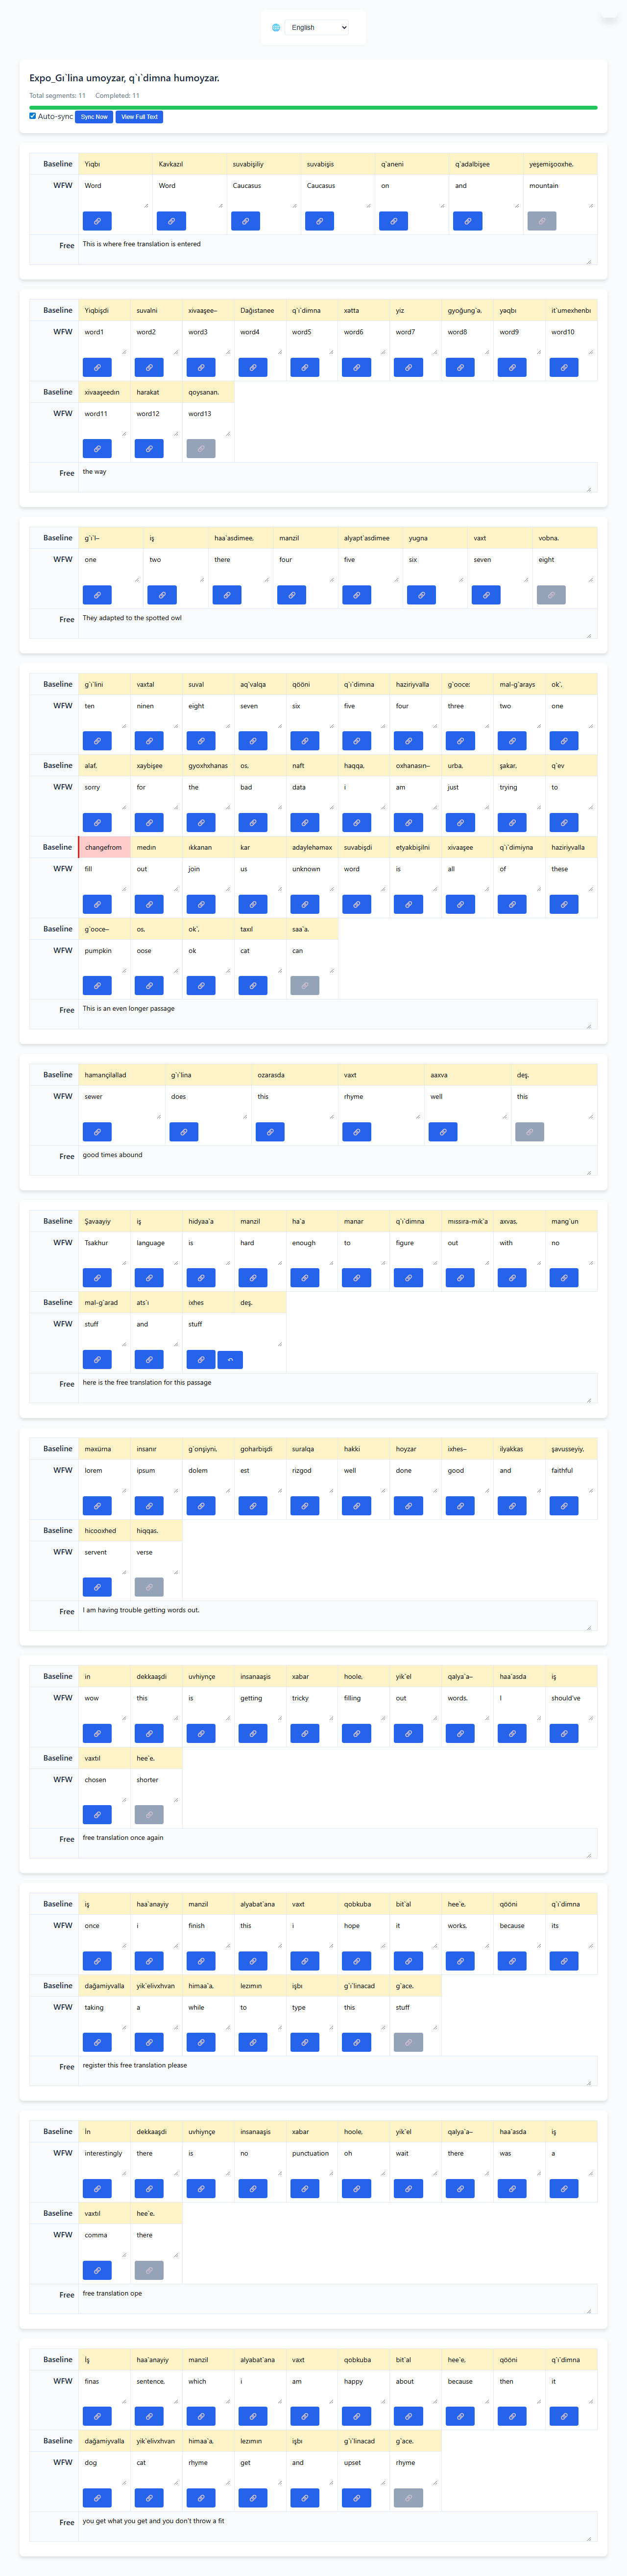 English
Expo_Gı`lina umoyzar, q`ı`dimna humoyzar.
Total segments: 11 Completed: 11
Auto-sync Sync Now View Full Text
Baseline Yiqbı Kavkazıl suvabişiliy suvabişis q`aneni q`adalbişee yeşemişooxhe.
WFW Word Word Caucasus Caucasus on and mountain
Free This is where free translation is entered
Baseline Yiqbişdi suvalni xivaaşee– Dağıstanee q`ı`dimna xatta yiz gyoğung`a, yəqbı it`umexhenbı
WFW word1 word2 word3 word4 word5 word6 word7 word8 word9 word10
Baseline xivaaşeedın harakat qoysanan.
WFW word11 word12 word13
Free the way
Baseline g`ı`l– iş haa`asdimee, manzil alyapt`asdimee yugna vaxt vobna.
WFW one two there four five six seven eight
Free They adapted to the spotted owl
Baseline g`ı`lini vaxtal suval aq`valqa qööni q`ı`dimına haziriyvalla g`ooce: mal-g`arays ok`,
WFW ten ninen eight seven six five four three two one
Baseline alaf, xaybişee gyoxhxhanas os, naft haqqa, oxhanasın– urba, şakar, q`ev
WFW sorry for the bad data i am just trying to
Baseline changefrom medın ıkkanan kar adaylehəməx suvabişdi etyakbişilni xivaaşee q`ı`dimiyna haziriyvalla
WFW fill out join us unknown word is all of these
Baseline g`ooce– os, ok`, taxıl saa`a.
WFW pumpkin oose ok cat can
Free This is an even longer passage
Baseline hamançilallad g`ı`lina ozarasda vaxt aaxva deş.
WFW sewer does this rhyme well this
Free good times abound
Baseline Şavaayiy iş hidyaa`a manzil ha`a manar q`ı`dimna mıssıra-mık`a axvas, mang`un
WFW Tsakhur language is hard enough to figure out with no
Baseline mal-g`arad ats`ı ixhes deş.
WFW stuff and stuff
Free here is the free translation for this passage
Baseline məxürna insanır g`onşiyni, goharbişdi suralqa hakki hoyzar ixhes– ilyakkas şavusseyiy,
WFW lorem ipsum dolem est rizgod well done good and faithful
Baseline hicooxhed hiqqas.
WFW servent verse
Free I am having trouble getting words out.
Baseline in dekkaaşdi uvhiynçe insanaaşis xabar hoole, yik`el qalya`a– haa`asda iş
WFW wow this is getting tricky filling out words. I should've
Baseline vaxtıl hee`e.
WFW chosen shorter
Free free translation once again
Baseline iş haa`anayiy manzil alyabat`ana vaxt qobkuba bit`al hee`e, qööni q`ı`dimna
WFW once i finish this i hope it works. because its
Baseline dağamiyvalla yik`elivxhvan himaa`a, lezımın işbı g`ı`linacad g`ace.
WFW taking a while to type this stuff
Free register this free translation please
Baseline İn dekkaaşdi uvhiynçe insanaaşis xabar hoole, yik`el qalya`a– haa`asda iş
WFW interestingly there is no punctuation oh wait there was a
Baseline vaxtıl hee`e,
WFW comma there
Free free translation ope
Baseline İş haa`anayiy manzil alyabat`ana vaxt qobkuba bit`al hee`e, qööni q`ı`dimna
WFW finas sentence, which i am happy about because then it
Baseline dağamiyvalla yik`elivxhvan himaa`a, lezımın işbı g`ı`linacad g`ace.
WFW dog cat rhyme get and upset rhyme
Free you get what you get and you don't throw a fit